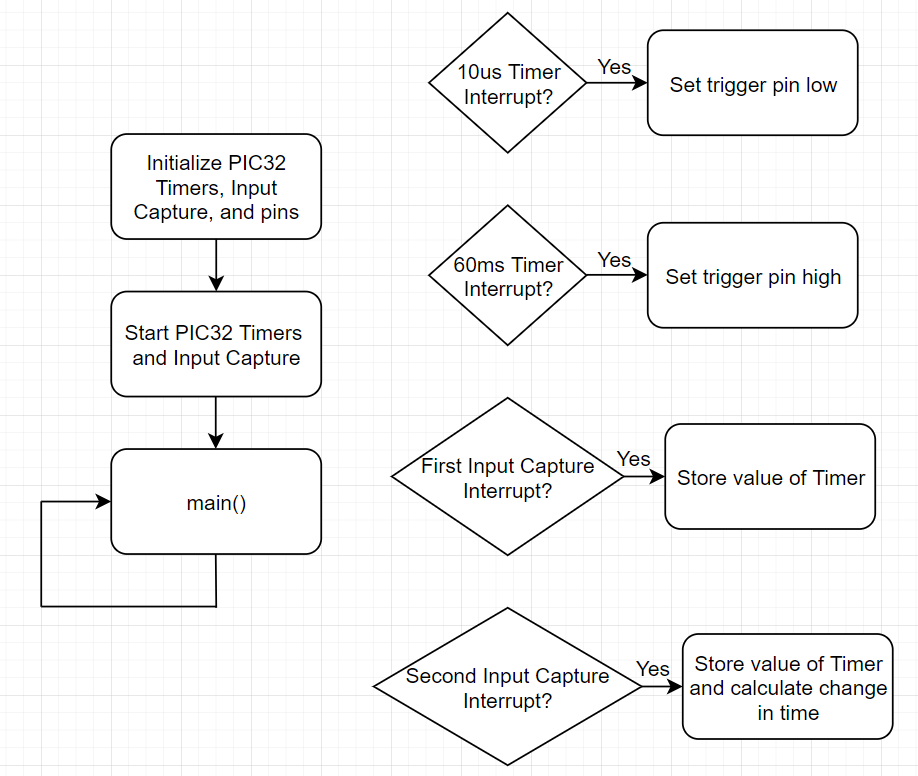 Initialize PIC32
Timers, Input
Capture, and pins
Start PIC32 Timers
and Input Capture
main()
10us Timer
Interrupt?
Yes
Set trigger pin low
60ms Timer
Interrupt?
Yes
Set trigger pin high
First Input Capture
Interrupt?
Yes
Store value of Timer
Second Input Capture
Interrupt?
Yes
Store value of Timer
and calculate change
in time